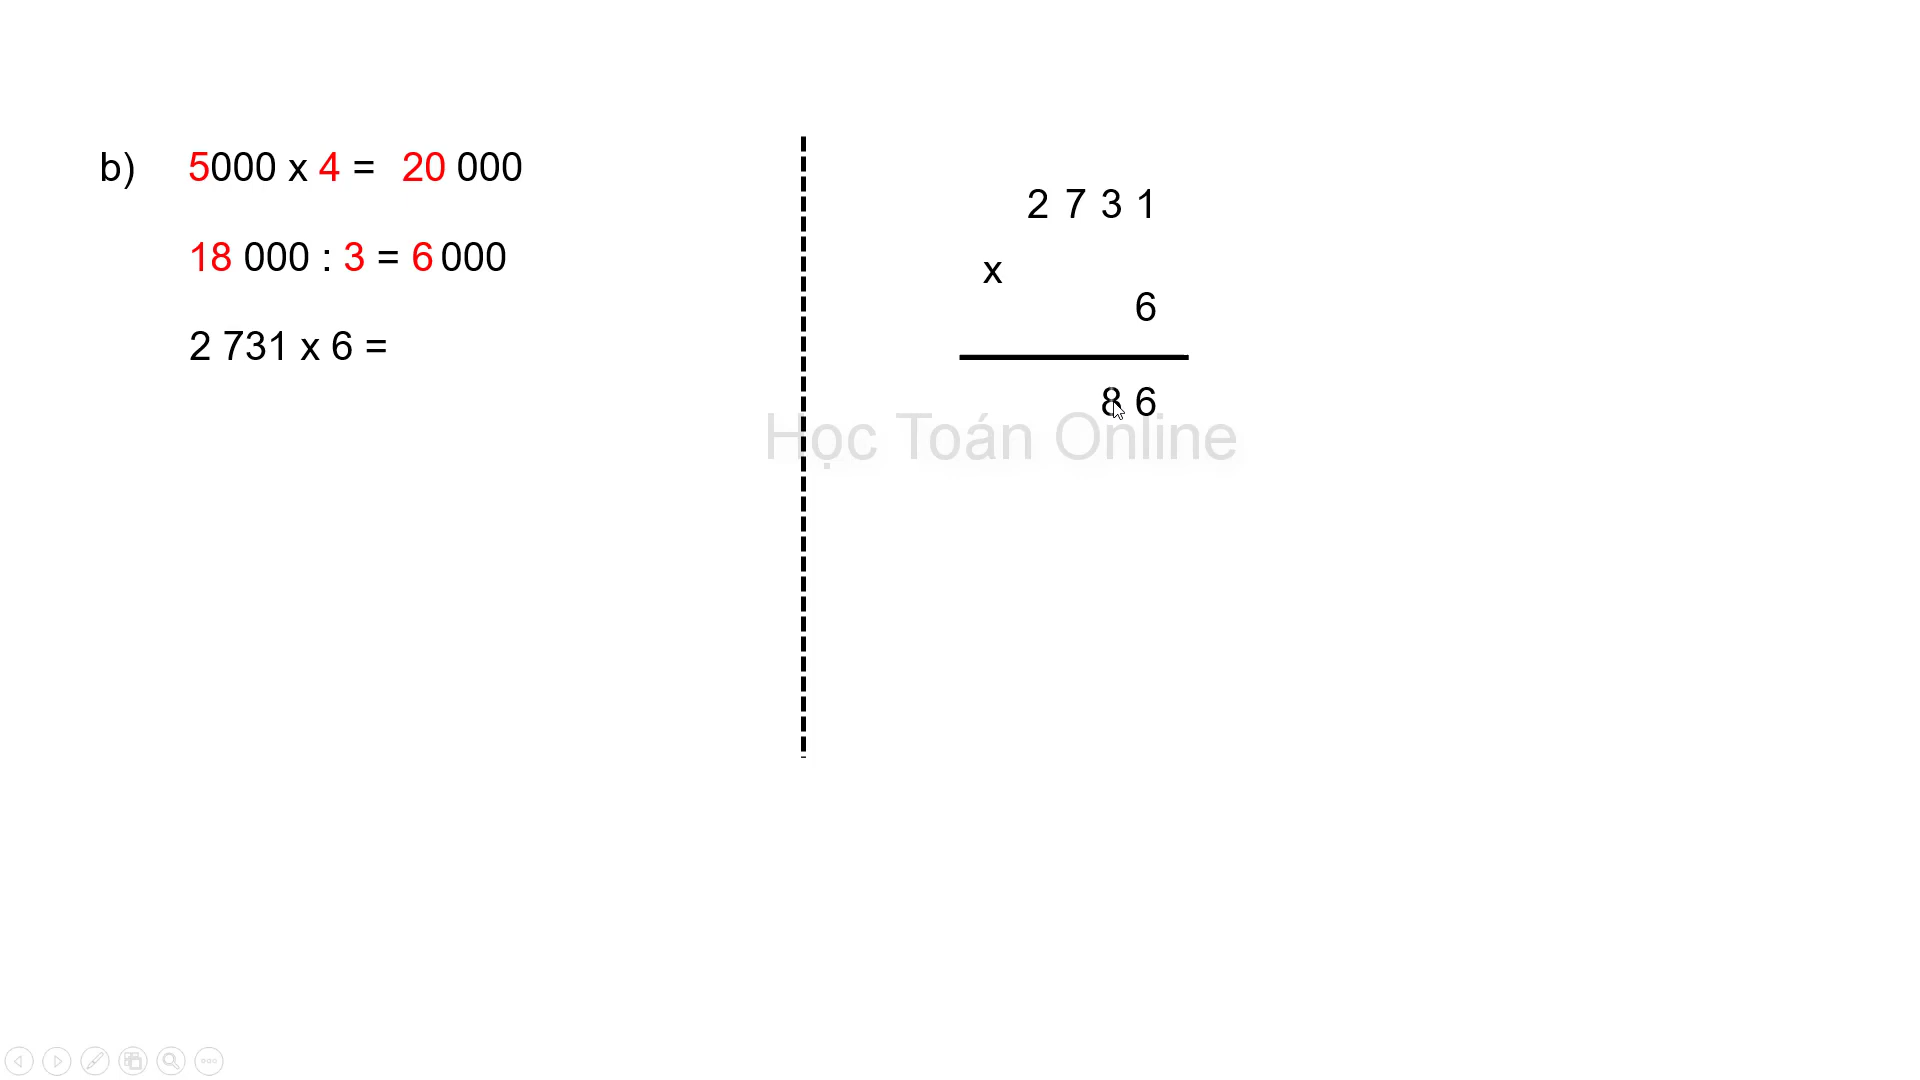 b) 5000 x 4 = 20 000
18 000 : 3 = 6 000
2 731 x 6 =
2 7 3 1
x
6
8 6
Học Toán Online